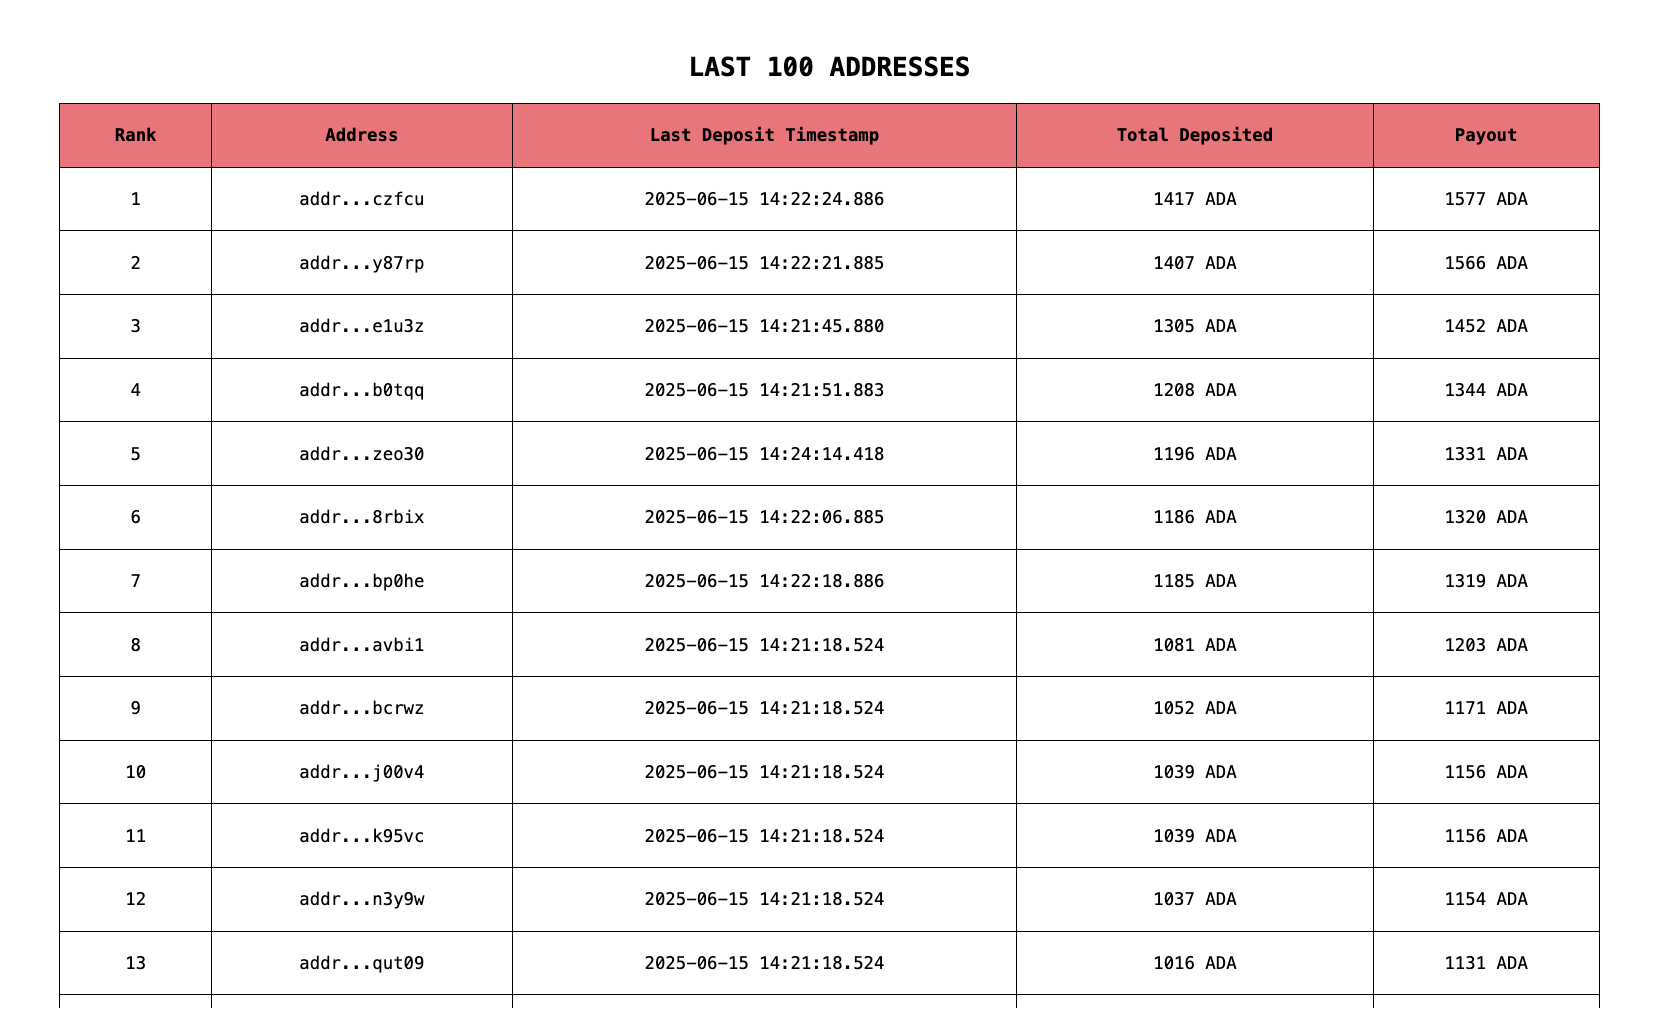 LAST 100 ADDRESSES
Rank Address Last Deposit Timestamp Total Deposited Payout
1 addr...czfcu 2025-06-15 14:22:24.886 1417 ADA 1577 ADA
2 addr...y87rp 2025-06-15 14:22:21.885 1407 ADA 1566 ADA
3 addr...e1u3z 2025-06-15 14:21:45.880 1305 ADA 1452 ADA
4 addr...b0tqq 2025-06-15 14:21:51.883 1208 ADA 1344 ADA
5 addr...zeo30 2025-06-15 14:24:14.418 1196 ADA 1331 ADA
6 addr...8rbix 2025-06-15 14:22:06.885 1186 ADA 1320 ADA
7 addr...bp0he 2025-06-15 14:22:18.886 1185 ADA 1319 ADA
8 addr...avbi1 2025-06-15 14:21:18.524 1081 ADA 1203 ADA
9 addr...bcrwz 2025-06-15 14:21:18.524 1052 ADA 1171 ADA
10 addr...j00v4 2025-06-15 14:21:18.524 1039 ADA 1156 ADA
11 addr...k95vc 2025-06-15 14:21:18.524 1039 ADA 1156 ADA
12 addr...n3y9w 2025-06-15 14:21:18.524 1037 ADA 1154 ADA
13 addr...qut09 2025-06-15 14:21:18.524 1016 ADA 1131 ADA